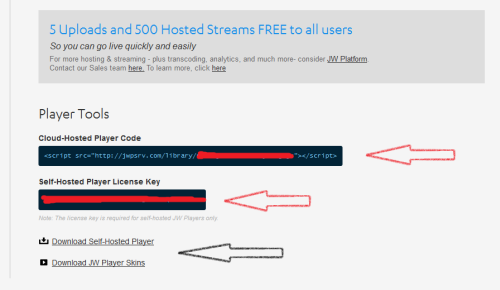 5 Uploads and 500 Hosted Streams FREE to all users
So you can go live quickly and easily
For more hosting & streaming - plus transcoding, analytics, and much more- consider JW Platform.
Contact our Sales team here. To learn more, click here
Player Tools
Cloud-Hosted Player Code
<script src="http://jwpsrv.com/library/ "></script>
Self-Hosted Player License Key
Note: The license key is required for self-hosted JW Players only.
Download Self-Hosted Player
Download JW Player Skins